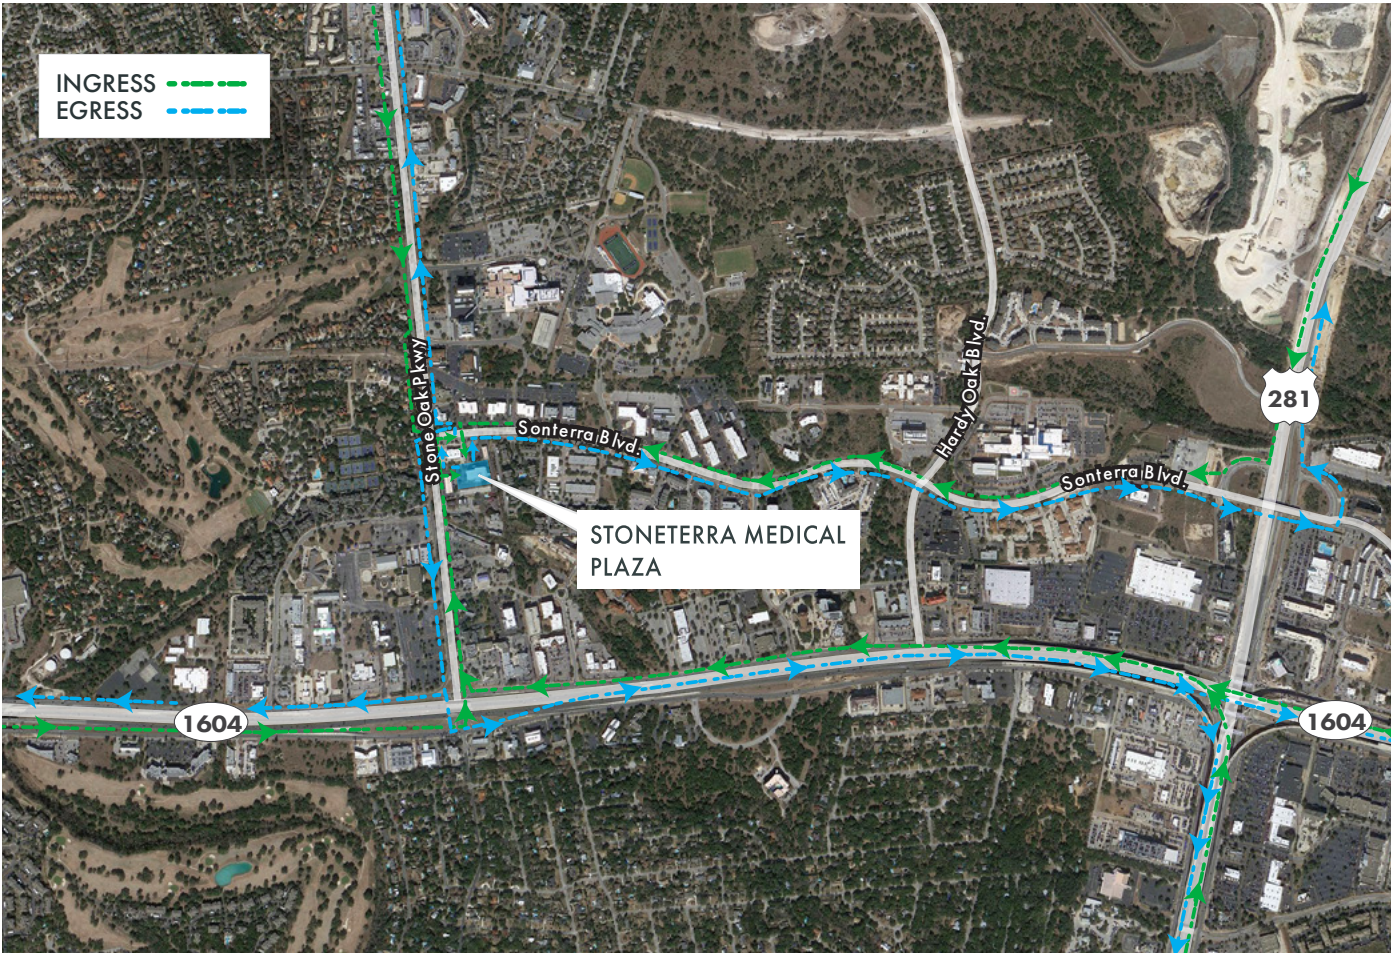 INGRESS
EGRESS
Stone Oak Pkwy
Sonterra Blvd.
Hardy Oak Blvd.
281
Sonterra Blvd.
STONETERRA MEDICAL
PLAZA
1604
1604